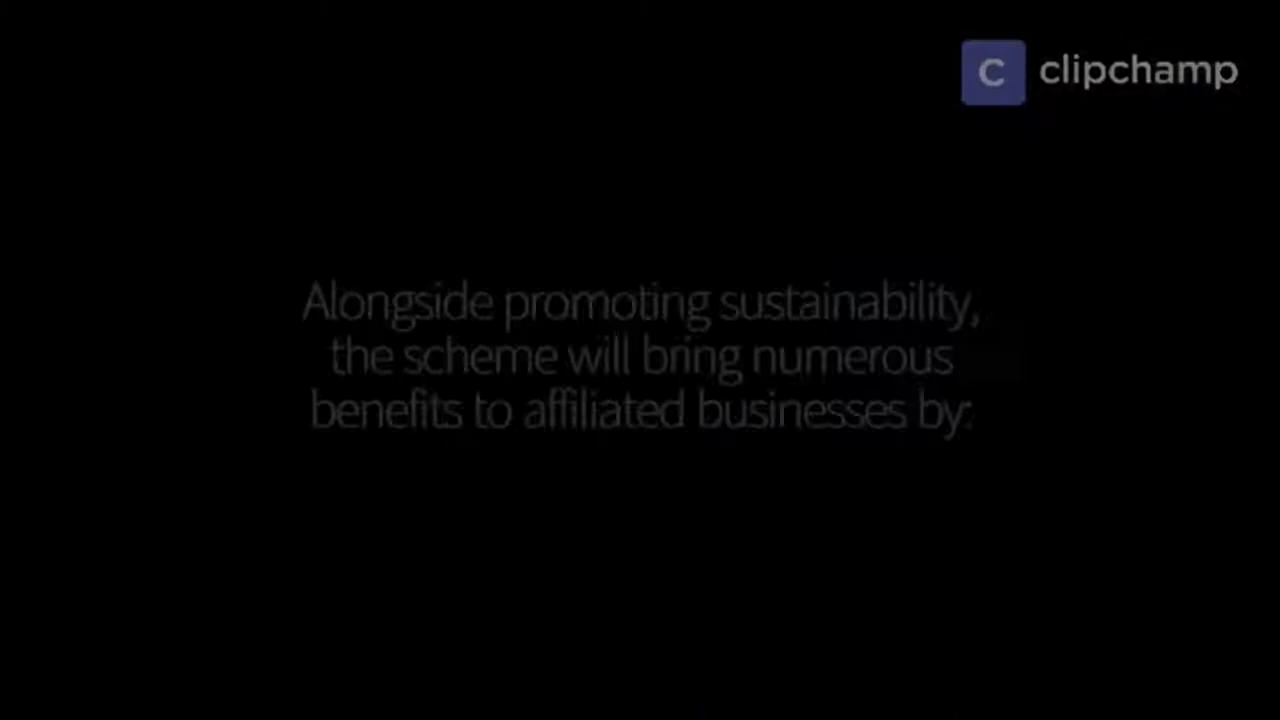 C clipchamp
Alongside promoting sustainability,
the scheme will bring numerous
benefits to affiliated businesses by: